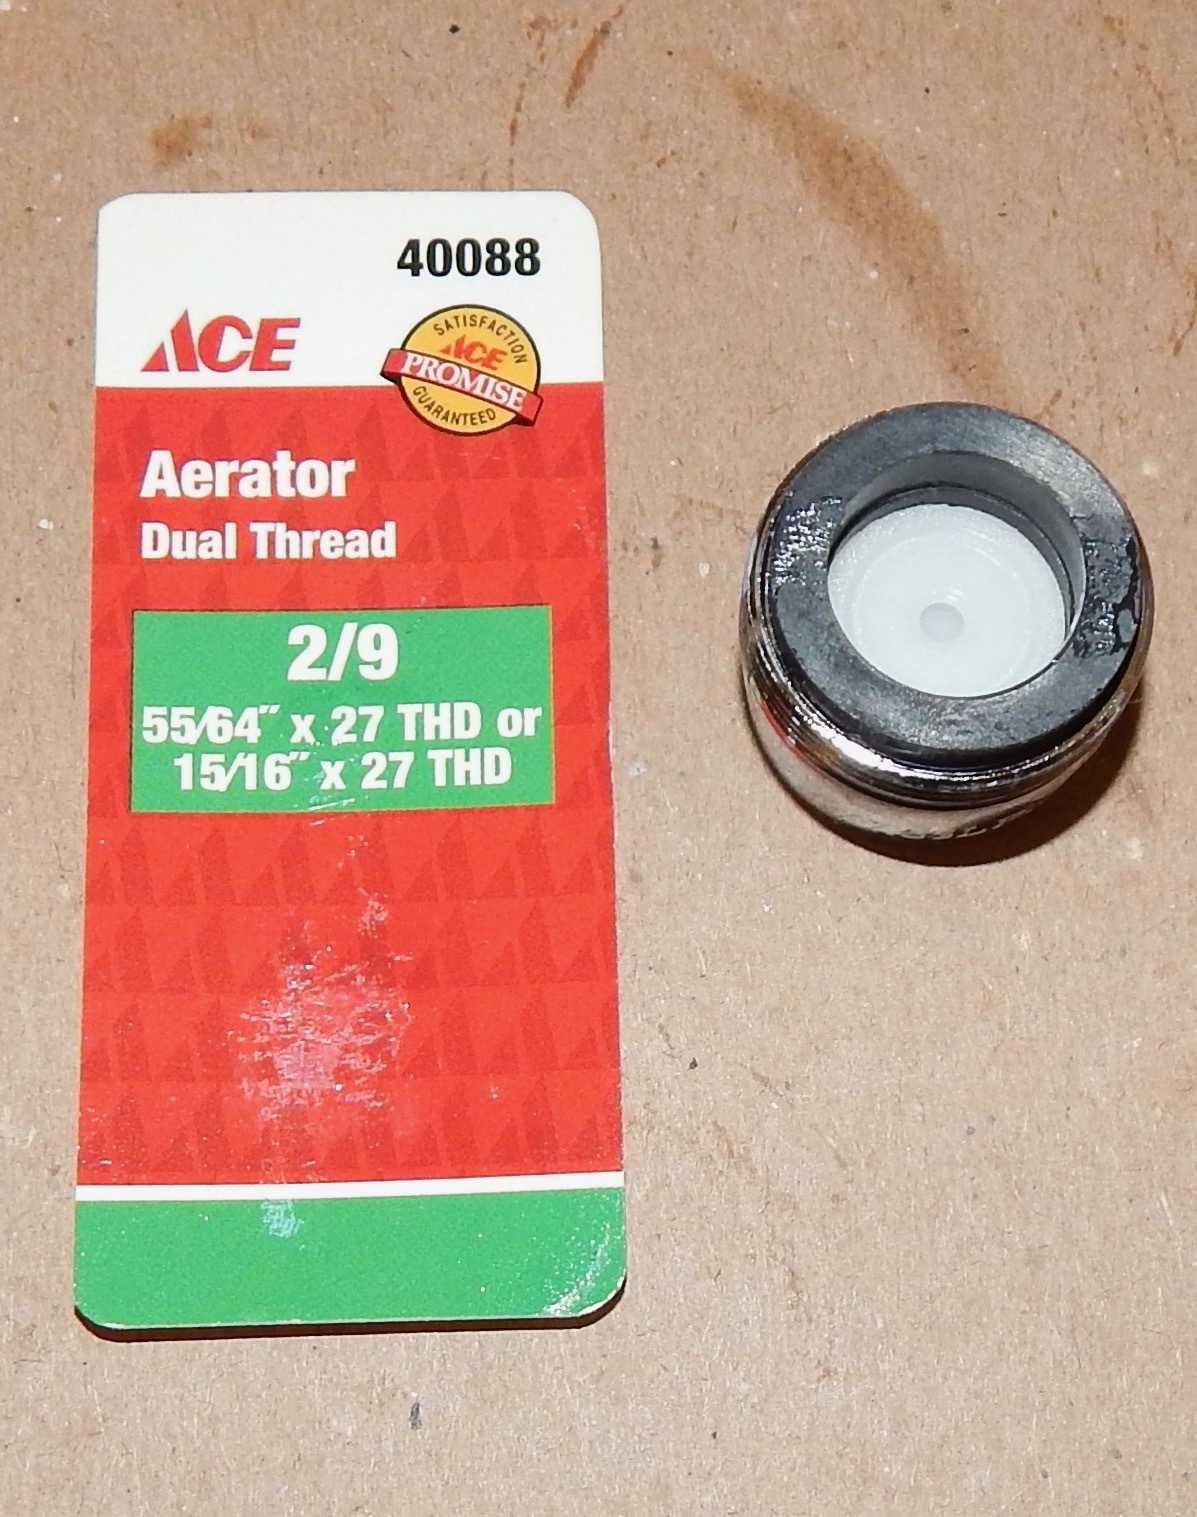 40088
ACE
SATISFACTION
ACE
PROMISE
GUARANTEED
Aerator
Dual Thread
2/9
55/64" x 27 THD or
15/16" x 27 THD